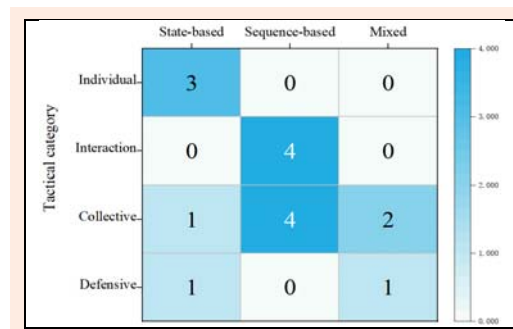 State-based Sequence-based Mixed
Tactical category
Individual 3 0 0
Interaction 0 4 0
Collective 1 4 2
Defensive 1 0 1
4.000
3.000
2.000
1.000
0.000